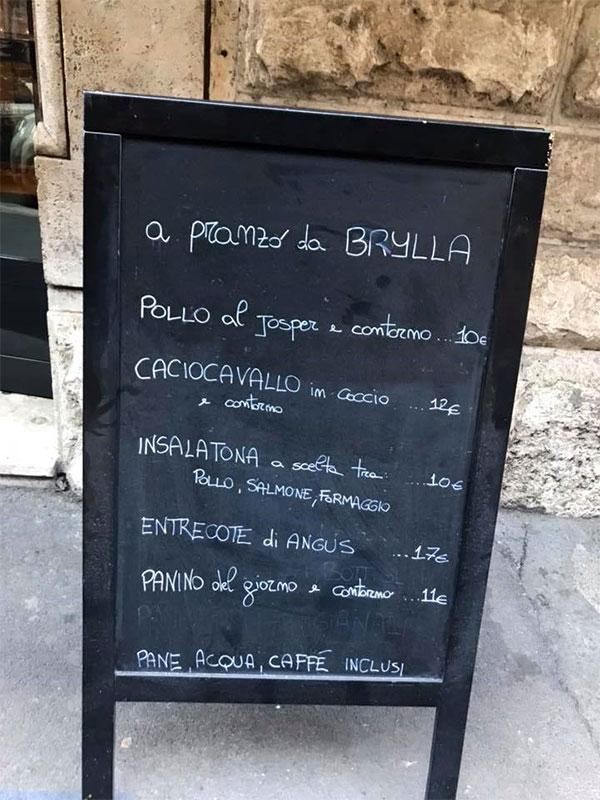 a pranzo da BRYLLA
POLLO al Josper e contorno ... 10€
CACIOCAVALLO in coccio ... 12€
e contorno
INSALATONA a scelta tra: ...10€
POLLO, SALMONE, FORMAGGIO
ENTRECOTE di ANGUS ...17€
PANINO del giorno e contorno ...11€
PANE, ACQUA, CAFFÉ INCLUSI